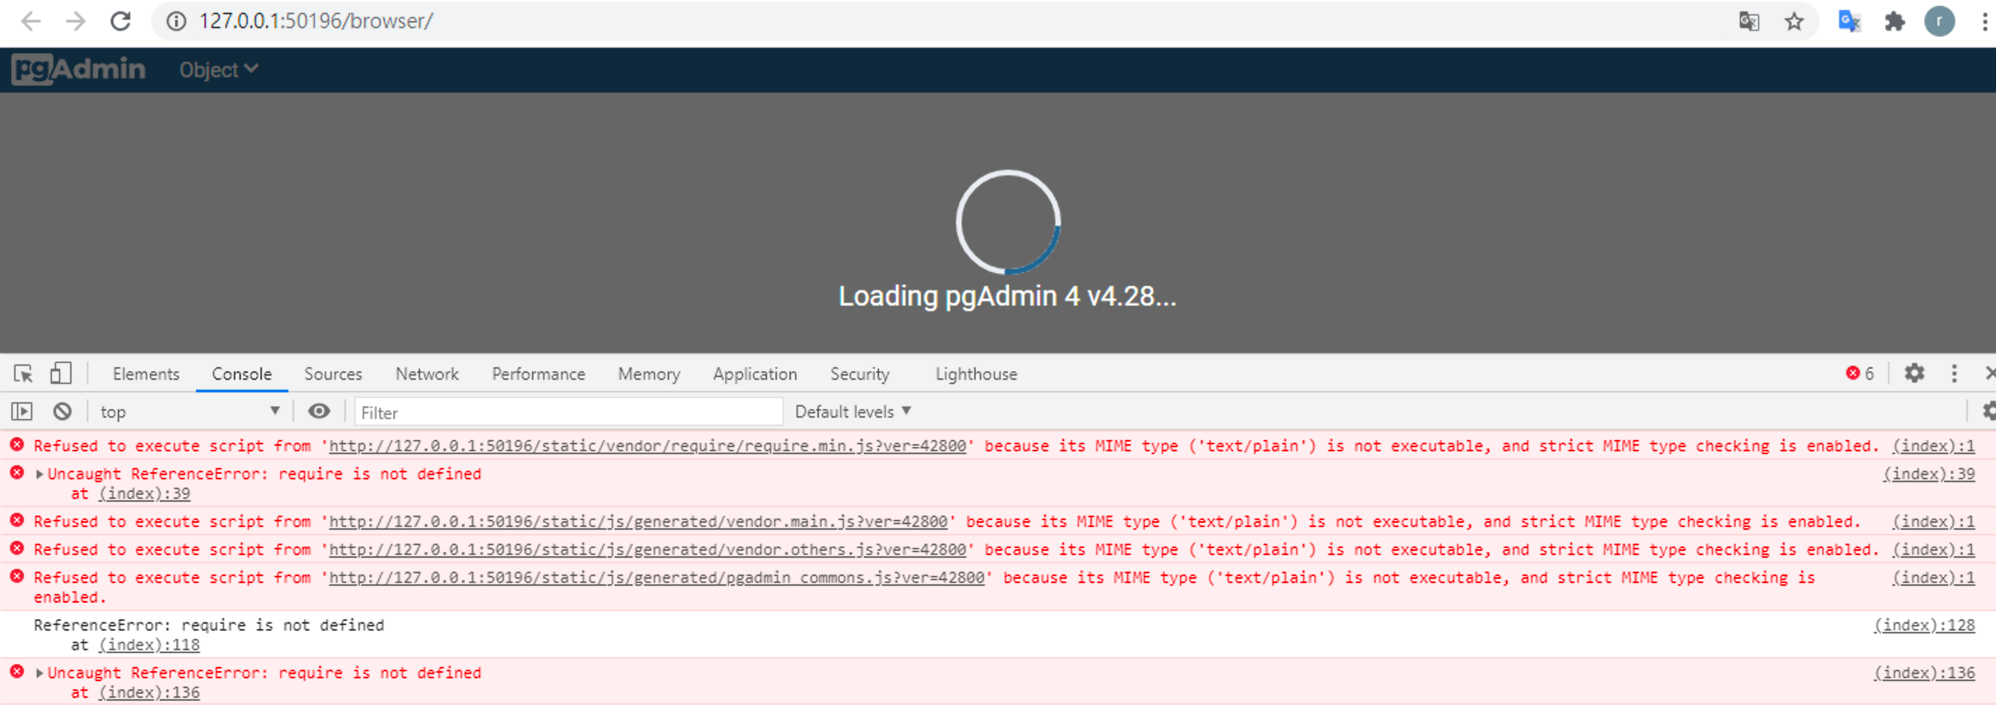 127.0.0.1:50196/browser/
r
pgAdmin Object
Loading pgAdmin 4 v4.28...
Elements Console Sources Network Performance Memory Application Security Lighthouse 6
top Filter Default levels
Refused to execute script from 'http://127.0.0.1:50196/static/vendor/require/require.min.js?ver=42800' because its MIME type ('text/plain') is not executable, and strict MIME type checking is enabled. (index):1
Uncaught ReferenceError: require is not defined (index):39
at (index):39
Refused to execute script from 'http://127.0.0.1:50196/static/js/generated/vendor.main.js?ver=42800' because its MIME type ('text/plain') is not executable, and strict MIME type checking is enabled. (index):1
Refused to execute script from 'http://127.0.0.1:50196/static/js/generated/vendor.others.js?ver=42800' because its MIME type ('text/plain') is not executable, and strict MIME type checking is enabled. (index):1
Refused to execute script from 'http://127.0.0.1:50196/static/js/generated/pgadmin_commons.js?ver=42800' because its MIME type ('text/plain') is not executable, and strict MIME type checking is (index):1
enabled.
ReferenceError: require is not defined (index):128
at (index):118
Uncaught ReferenceError: require is not defined (index):136
at (index):136